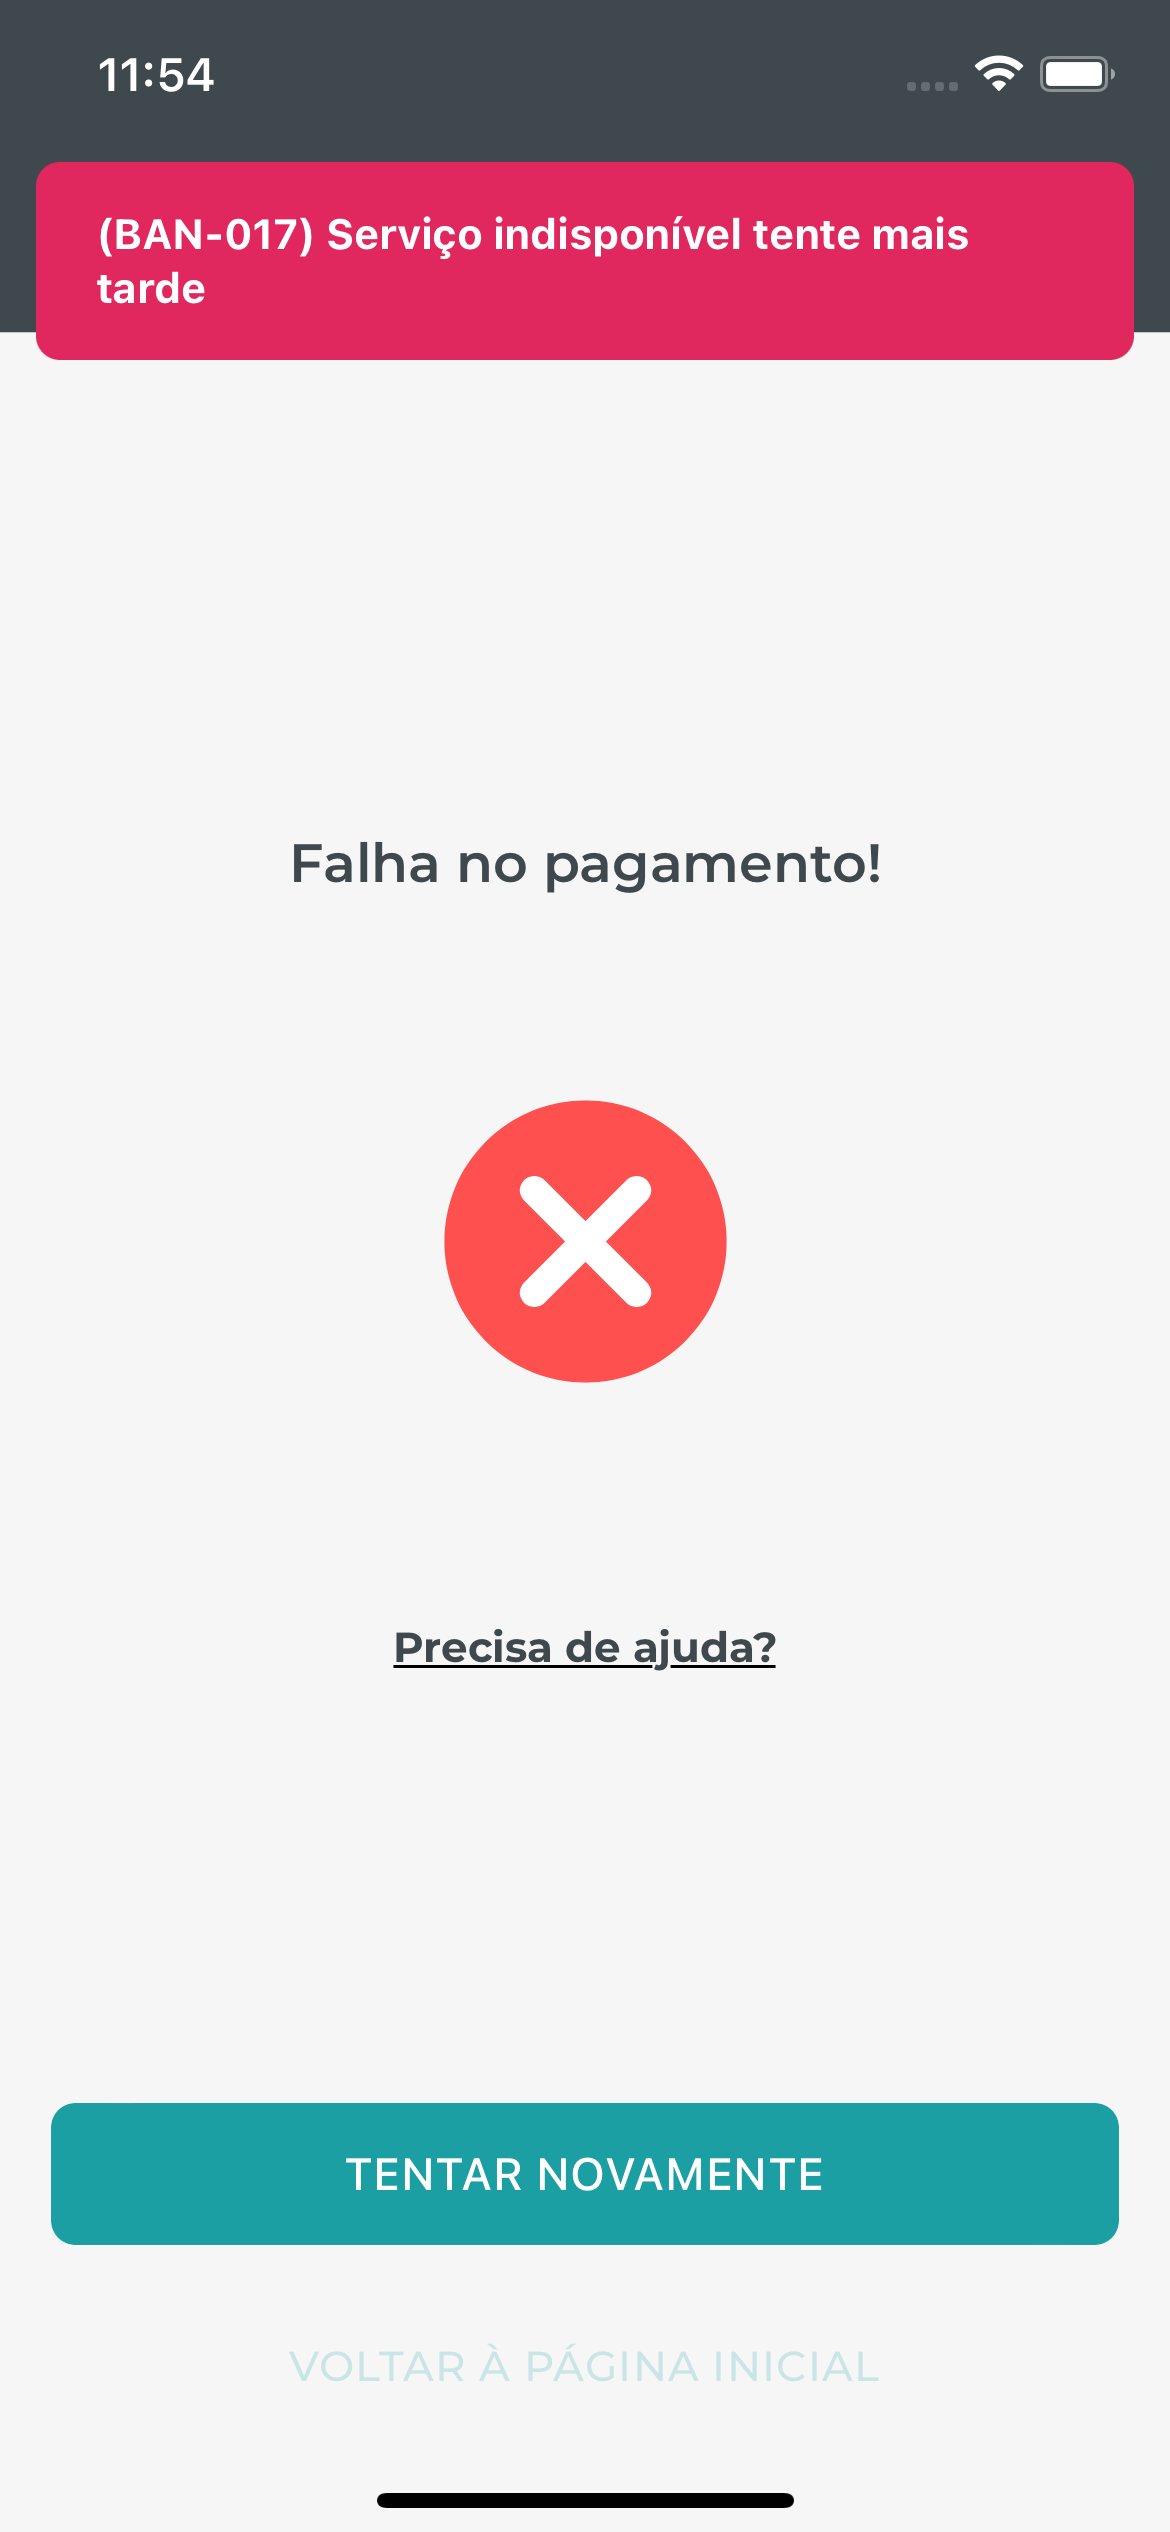 11:54
(BAN-017) Serviço indisponível tente mais
tarde
Falha no pagamento!
Precisa de ajuda?
TENTAR NOVAMENTE
VOLTAR À PÁGINA INICIAL